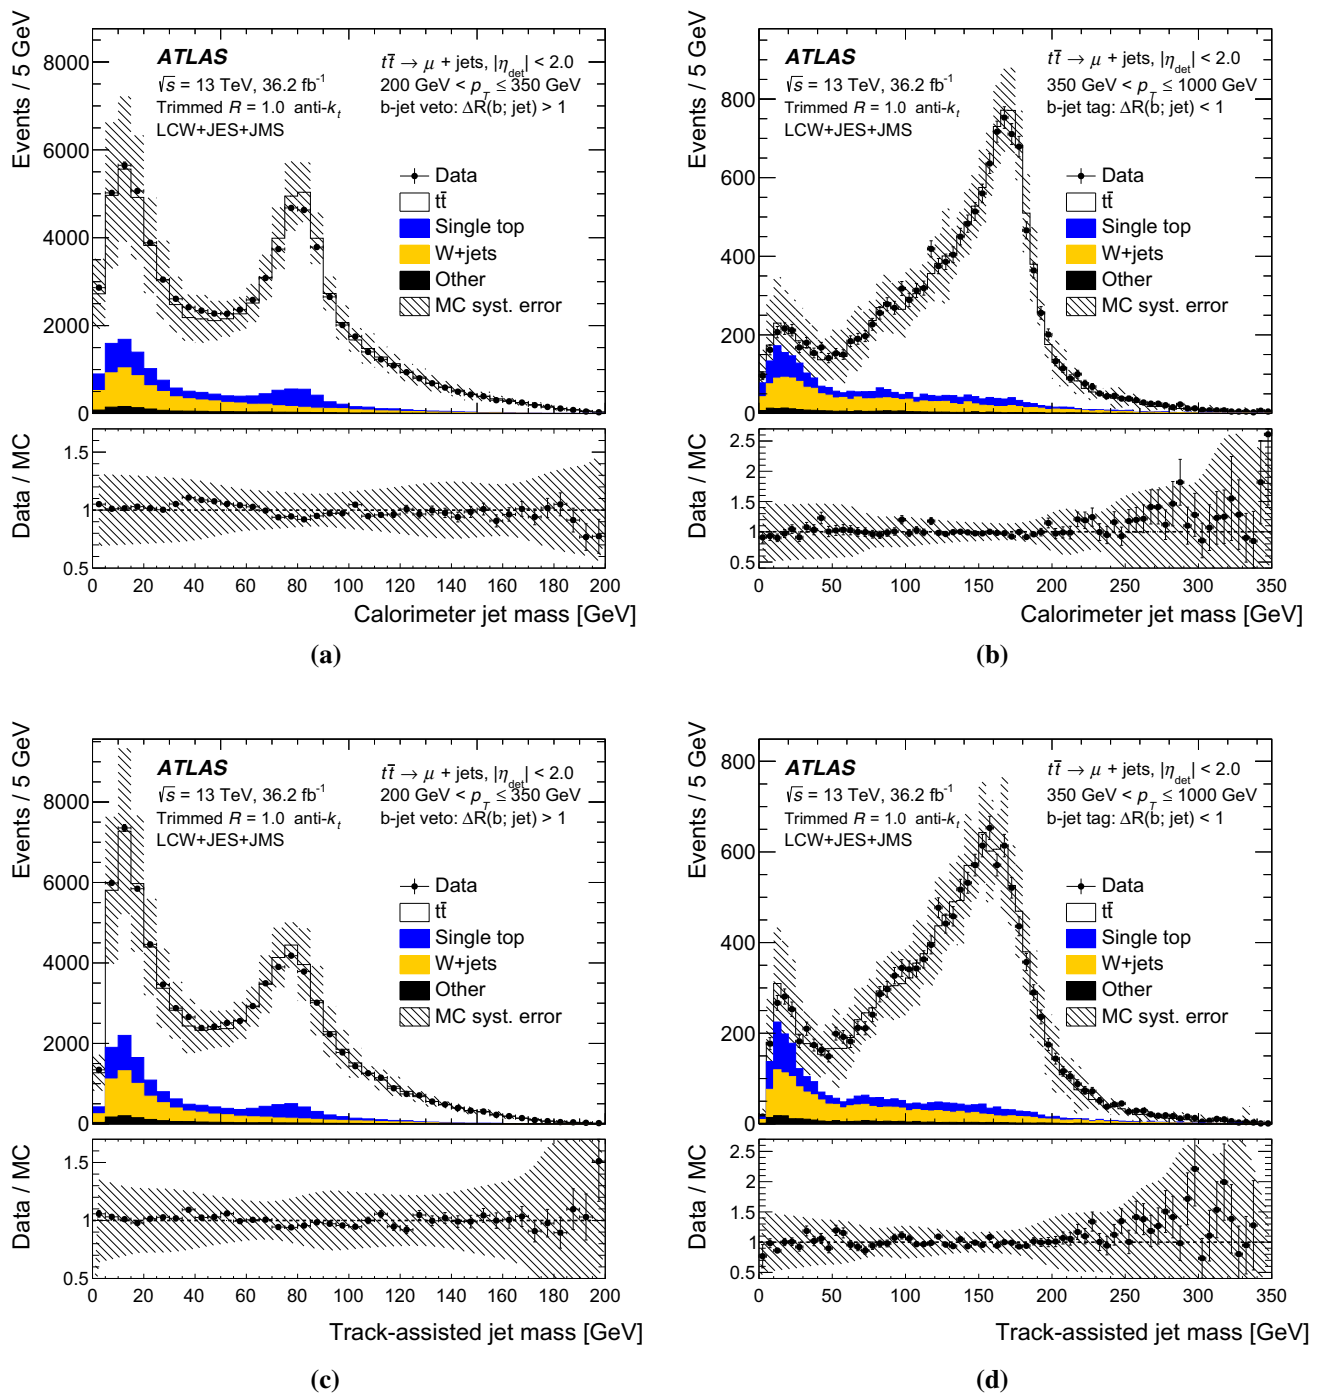 Events / 5 GeV
8000
6000
4000
2000
0
ATLAS
√s = 13 TeV, 36.2 fb⁻¹
Trimmed R = 1.0 anti-kₜ
LCW+JES+JMS
tt̄ → μ + jets, |η_det| < 2.0
200 GeV < p_T ≤ 350 GeV
b-jet veto: ΔR(b; jet) > 1
Data
tt̄
Single top
W+jets
Other
MC syst. error
Data / MC
1.5
1
0.5
0 20 40 60 80 100 120 140 160 180 200
Calorimeter jet mass [GeV]
(a)
Events / 5 GeV
800
600
400
200
0
ATLAS
√s = 13 TeV, 36.2 fb⁻¹
Trimmed R = 1.0 anti-kₜ
LCW+JES+JMS
tt̄ → μ + jets, |η_det| < 2.0
350 GeV < p_T ≤ 1000 GeV
b-jet tag: ΔR(b; jet) < 1
Data
tt̄
Single top
W+jets
Other
MC syst. error
Data / MC
2.5
2
1.5
1
0.5
0 50 100 150 200 250 300 350
Calorimeter jet mass [GeV]
(b)
Events / 5 GeV
8000
6000
4000
2000
0
ATLAS
√s = 13 TeV, 36.2 fb⁻¹
Trimmed R = 1.0 anti-kₜ
LCW+JES+JMS
tt̄ → μ + jets, |η_det| < 2.0
200 GeV < p_T ≤ 350 GeV
b-jet veto: ΔR(b; jet) > 1
Data
tt̄
Single top
W+jets
Other
MC syst. error
Data / MC
1.5
1
0.5
0 20 40 60 80 100 120 140 160 180 200
Track-assisted jet mass [GeV]
(c)
Events / 5 GeV
800
600
400
200
0
ATLAS
√s = 13 TeV, 36.2 fb⁻¹
Trimmed R = 1.0 anti-kₜ
LCW+JES+JMS
tt̄ → μ + jets, |η_det| < 2.0
350 GeV < p_T ≤ 1000 GeV
b-jet tag: ΔR(b; jet) < 1
Data
tt̄
Single top
W+jets
Other
MC syst. error
Data / MC
2.5
2
1.5
1
0.5
0 50 100 150 200 250 300 350
Track-assisted jet mass [GeV]
(d)